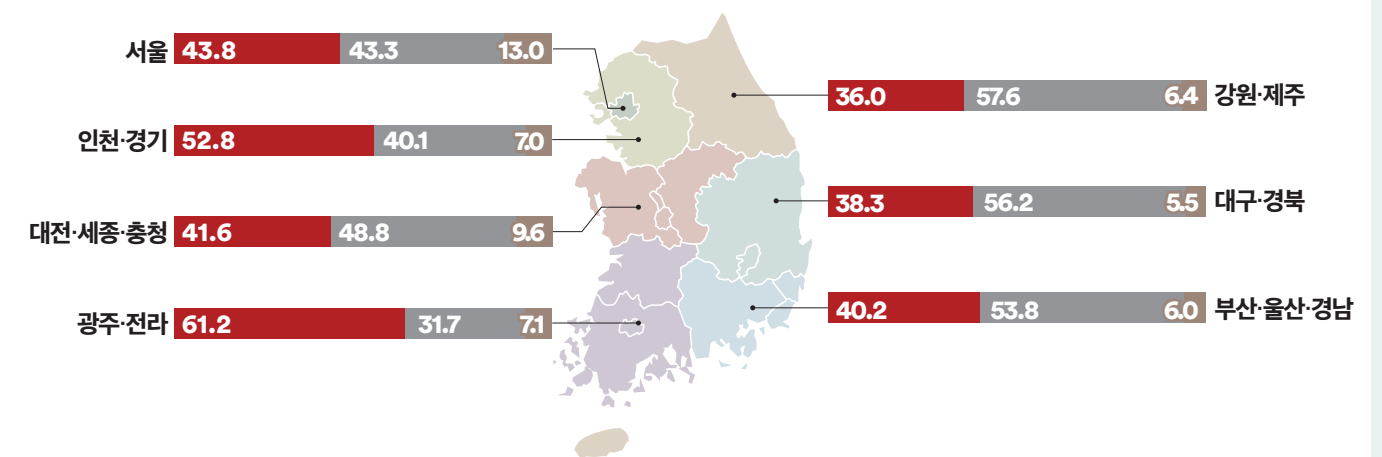 서울 43.8 43.3 13.0
인천·경기 52.8 40.1 7.0
대전·세종·충청 41.6 48.8 9.6
광주·전라 61.2 31.7 7.1
36.0 57.6 6.4 강원·제주
38.3 56.2 5.5 대구·경북
40.2 53.8 6.0 부산·울산·경남